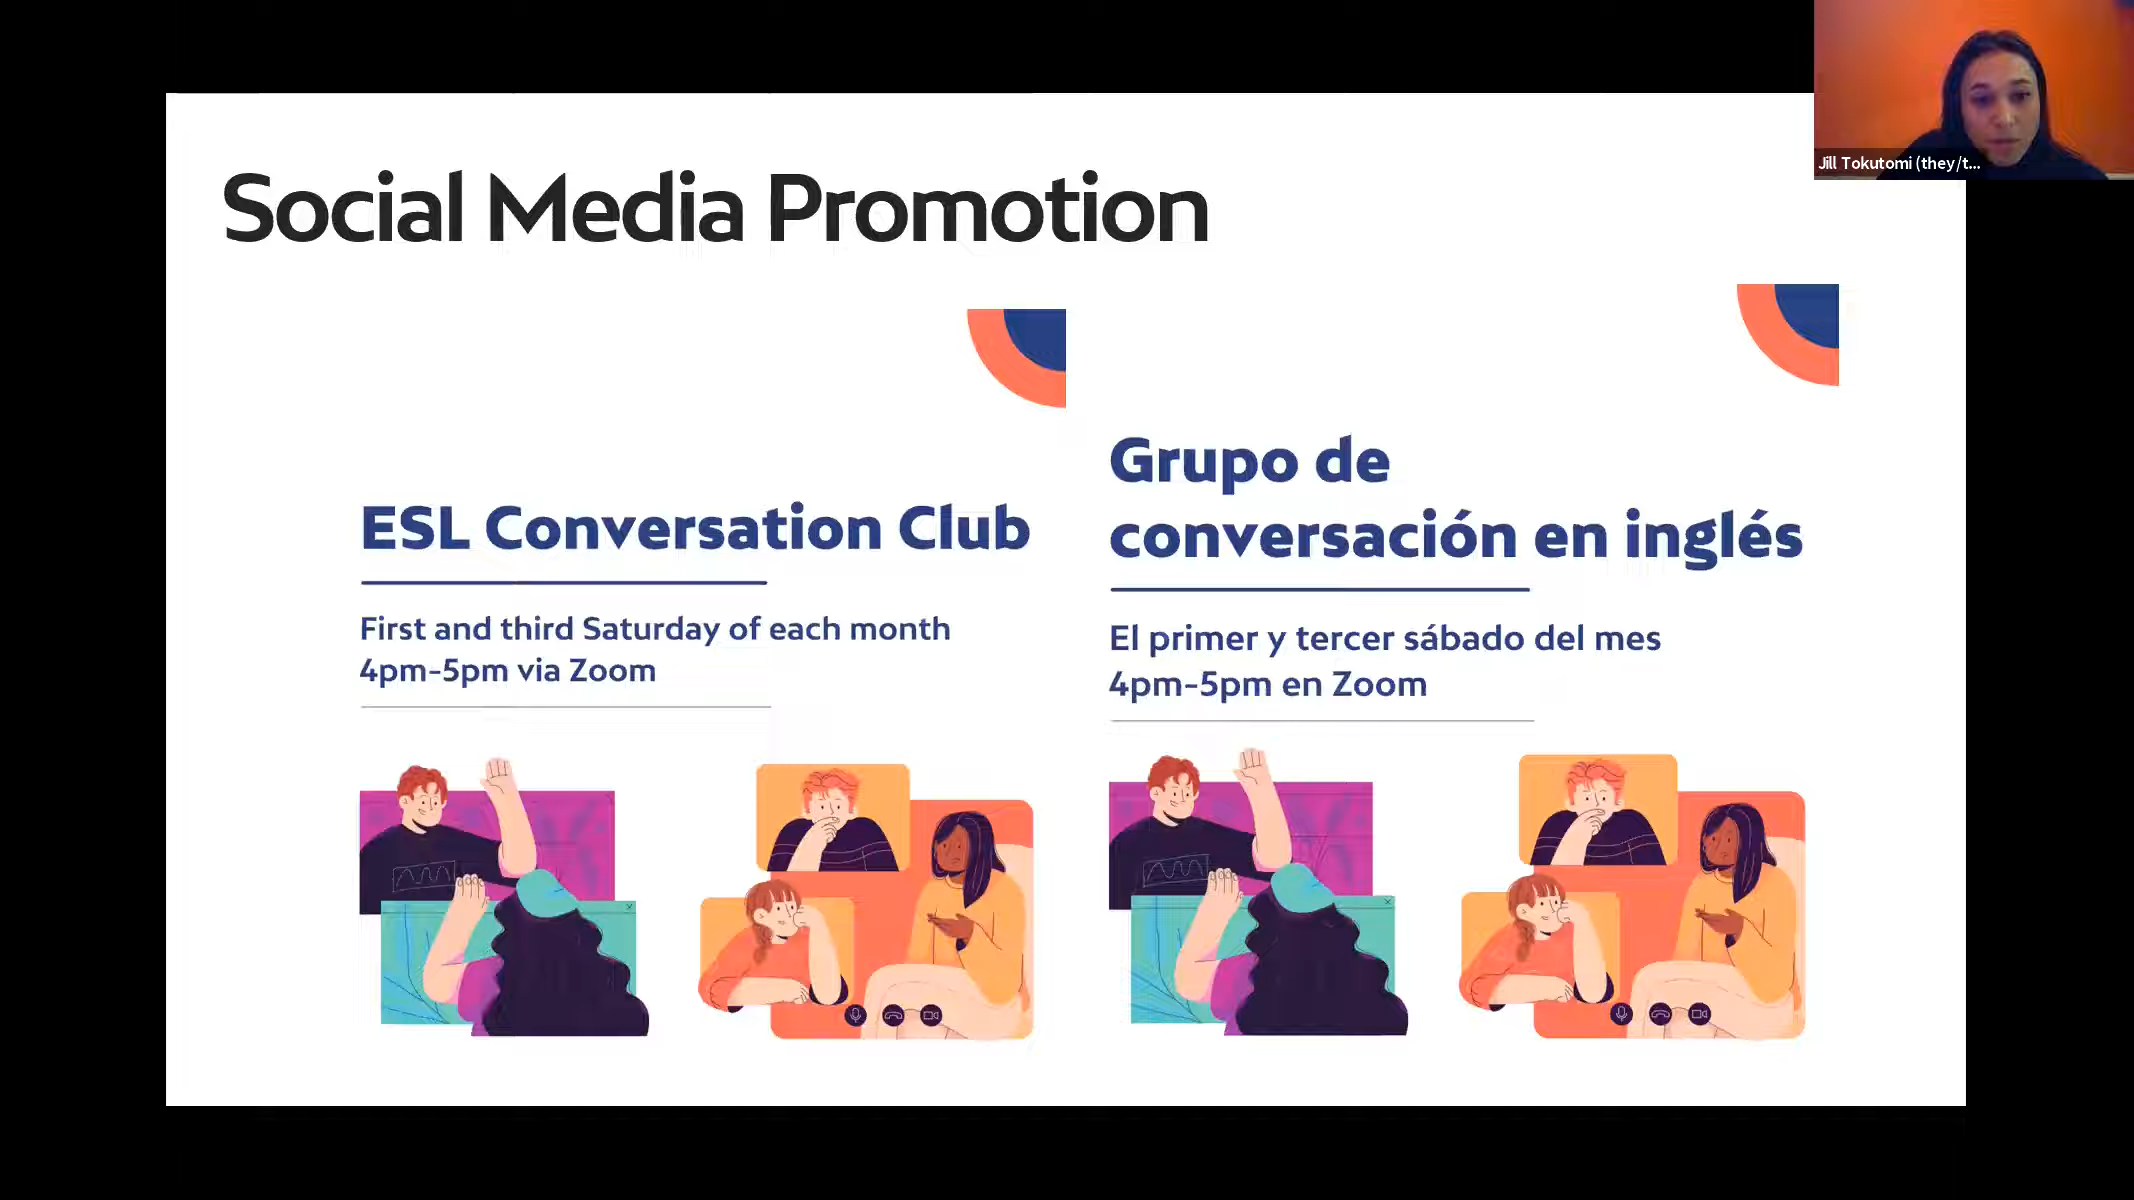 Social Media Promotion
ESL Conversation Club
First and third Saturday of each month
4pm-5pm via Zoom
Grupo de
conversación en inglés
El primer y tercer sábado del mes
4pm-5pm en Zoom
Jill Tokutomi (they/t...